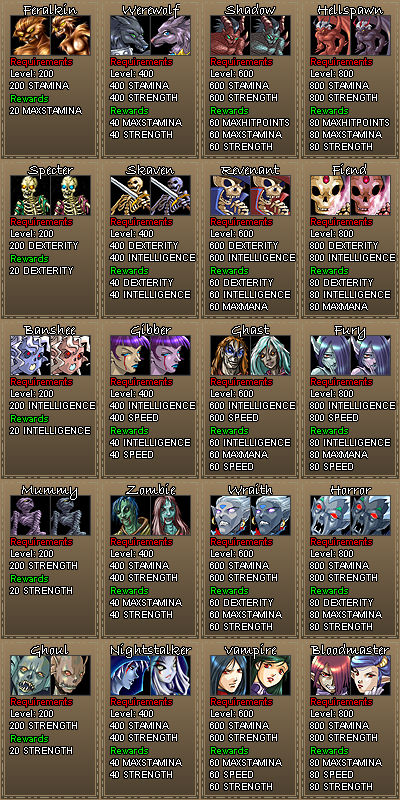 Feralkin
Requirements
Level: 200
200 STAMINA
Rewards
20 MAXSTAMINA
Werewolf
Requirements
Level: 400
400 STAMINA
400 STRENGTH
Rewards
40 MAXSTAMINA
40 STRENGTH
Shadow
Requirements
Level: 600
600 STAMINA
600 STRENGTH
Rewards
60 MAXHITPOINTS
60 MAXSTAMINA
60 STRENGTH
Hellspawn
Requirements
Level: 800
800 STAMINA
800 STRENGTH
Rewards
80 MAXHITPOINTS
80 MAXSTAMINA
80 STRENGTH
Specter
Requirements
Level: 200
200 DEXTERITY
Rewards
20 DEXTERITY
Skaven
Requirements
Level: 400
400 DEXTERITY
400 INTELLIGENCE
Rewards
40 DEXTERITY
40 INTELLIGENCE
Revenant
Requirements
Level: 600
600 DEXTERITY
600 INTELLIGENCE
Rewards
60 DEXTERITY
60 INTELLIGENCE
60 MAXMANA
Fiend
Requirements
Level: 800
800 DEXTERITY
800 INTELLIGENCE
Rewards
80 DEXTERITY
80 INTELLIGENCE
80 MAXMANA
Banshee
Requirements
Level: 200
200 INTELLIGENCE
Rewards
20 INTELLIGENCE
Gibber
Requirements
Level: 400
400 INTELLIGENCE
400 SPEED
Rewards
40 INTELLIGENCE
40 SPEED
Ghast
Requirements
Level: 600
600 INTELLIGENCE
600 SPEED
Rewards
60 INTELLIGENCE
60 MAXMANA
60 SPEED
Fury
Requirements
Level: 800
800 INTELLIGENCE
800 SPEED
Rewards
80 INTELLIGENCE
80 MAXMANA
80 SPEED
Mummy
Requirements
Level: 200
200 STRENGTH
Rewards
20 STRENGTH
Zombie
Requirements
Level: 400
400 STAMINA
400 STRENGTH
Rewards
40 MAXSTAMINA
40 STRENGTH
Wraith
Requirements
Level: 600
600 STAMINA
600 STRENGTH
Rewards
60 DEXTERITY
60 MAXSTAMINA
60 STRENGTH
Horror
Requirements
Level: 800
800 STAMINA
800 STRENGTH
Rewards
80 DEXTERITY
80 MAXSTAMINA
80 STRENGTH
Ghoul
Requirements
Level: 200
200 STRENGTH
Rewards
20 STRENGTH
Nightstalker
Requirements
Level: 400
400 STAMINA
400 STRENGTH
Rewards
40 MAXSTAMINA
40 STRENGTH
Vampire
Requirements
Level: 600
600 STAMINA
600 STRENGTH
Rewards
60 MAXSTAMINA
60 SPEED
60 STRENGTH
Bloodmaster
Requirements
Level: 800
800 STAMINA
800 STRENGTH
Rewards
80 MAXSTAMINA
80 SPEED
80 STRENGTH